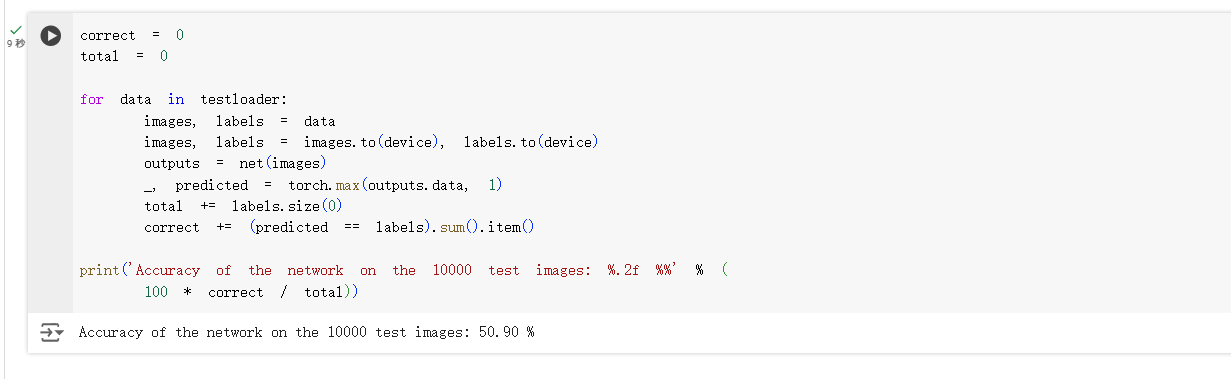 correct = 0
9 秒
total = 0
for data in testloader:
images, labels = data
images, labels = images.to(device), labels.to(device)
outputs = net(images)
_, predicted = torch.max(outputs.data, 1)
total += labels.size(0)
correct += (predicted == labels).sum().item()
print('Accuracy of the network on the 10000 test images: %.2f %%' % (
100 * correct / total))
Accuracy of the network on the 10000 test images: 50.90 %